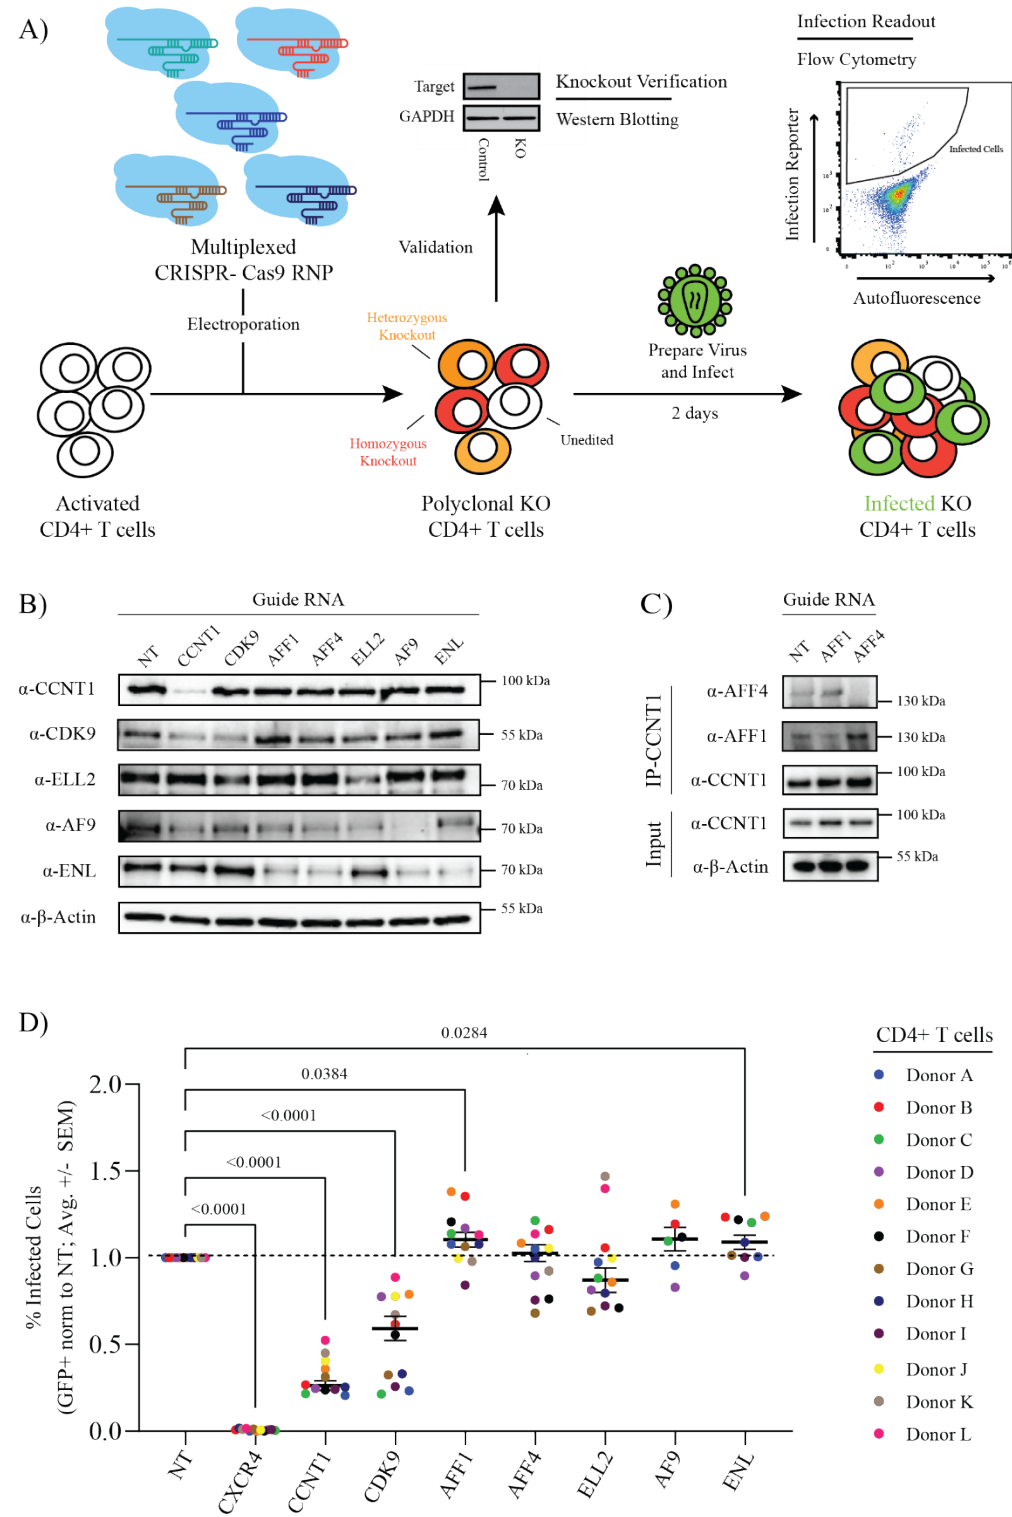 A)
Multiplexed
CRISPR- Cas9 RNP
Electroporation
Activated
CD4+ T cells
Target
GAPDH
Control
KO
Knockout Verification
Western Blotting
Validation
Heterozygous
Knockout
Homozygous
Knockout
Unedited
Polyclonal KO
CD4+ T cells
Prepare Virus
and Infect
2 days
Infection Readout
Flow Cytometry
Infection Reporter
Infected Cells
Autofluorescence
Infected KO
CD4+ T cells
B)
Guide RNA
NT
CCNT1
CDK9
AFF1
AFF4
ELL2
AF9
ENL
α-CCNT1
100 kDa
α-CDK9
55 kDa
α-ELL2
70 kDa
α-AF9
70 kDa
α-ENL
70 kDa
α-β-Actin
55 kDa
C)
Guide RNA
NT
AFF1
AFF4
IP-CCNT1
α-AFF4
130 kDa
α-AFF1
130 kDa
α-CCNT1
100 kDa
Input
α-CCNT1
100 kDa
α-β-Actin
55 kDa
D)
% Infected Cells
(GFP+ norm to NT; Avg. +/- SEM)
2.0
1.5
1.0
0.5
0.0
0.0284
0.0384
<0.0001
<0.0001
<0.0001
NT
CXCR4
CCNT1
CDK9
AFF1
AFF4
ELL2
AF9
ENL
CD4+ T cells
Donor A
Donor B
Donor C
Donor D
Donor E
Donor F
Donor G
Donor H
Donor I
Donor J
Donor K
Donor L